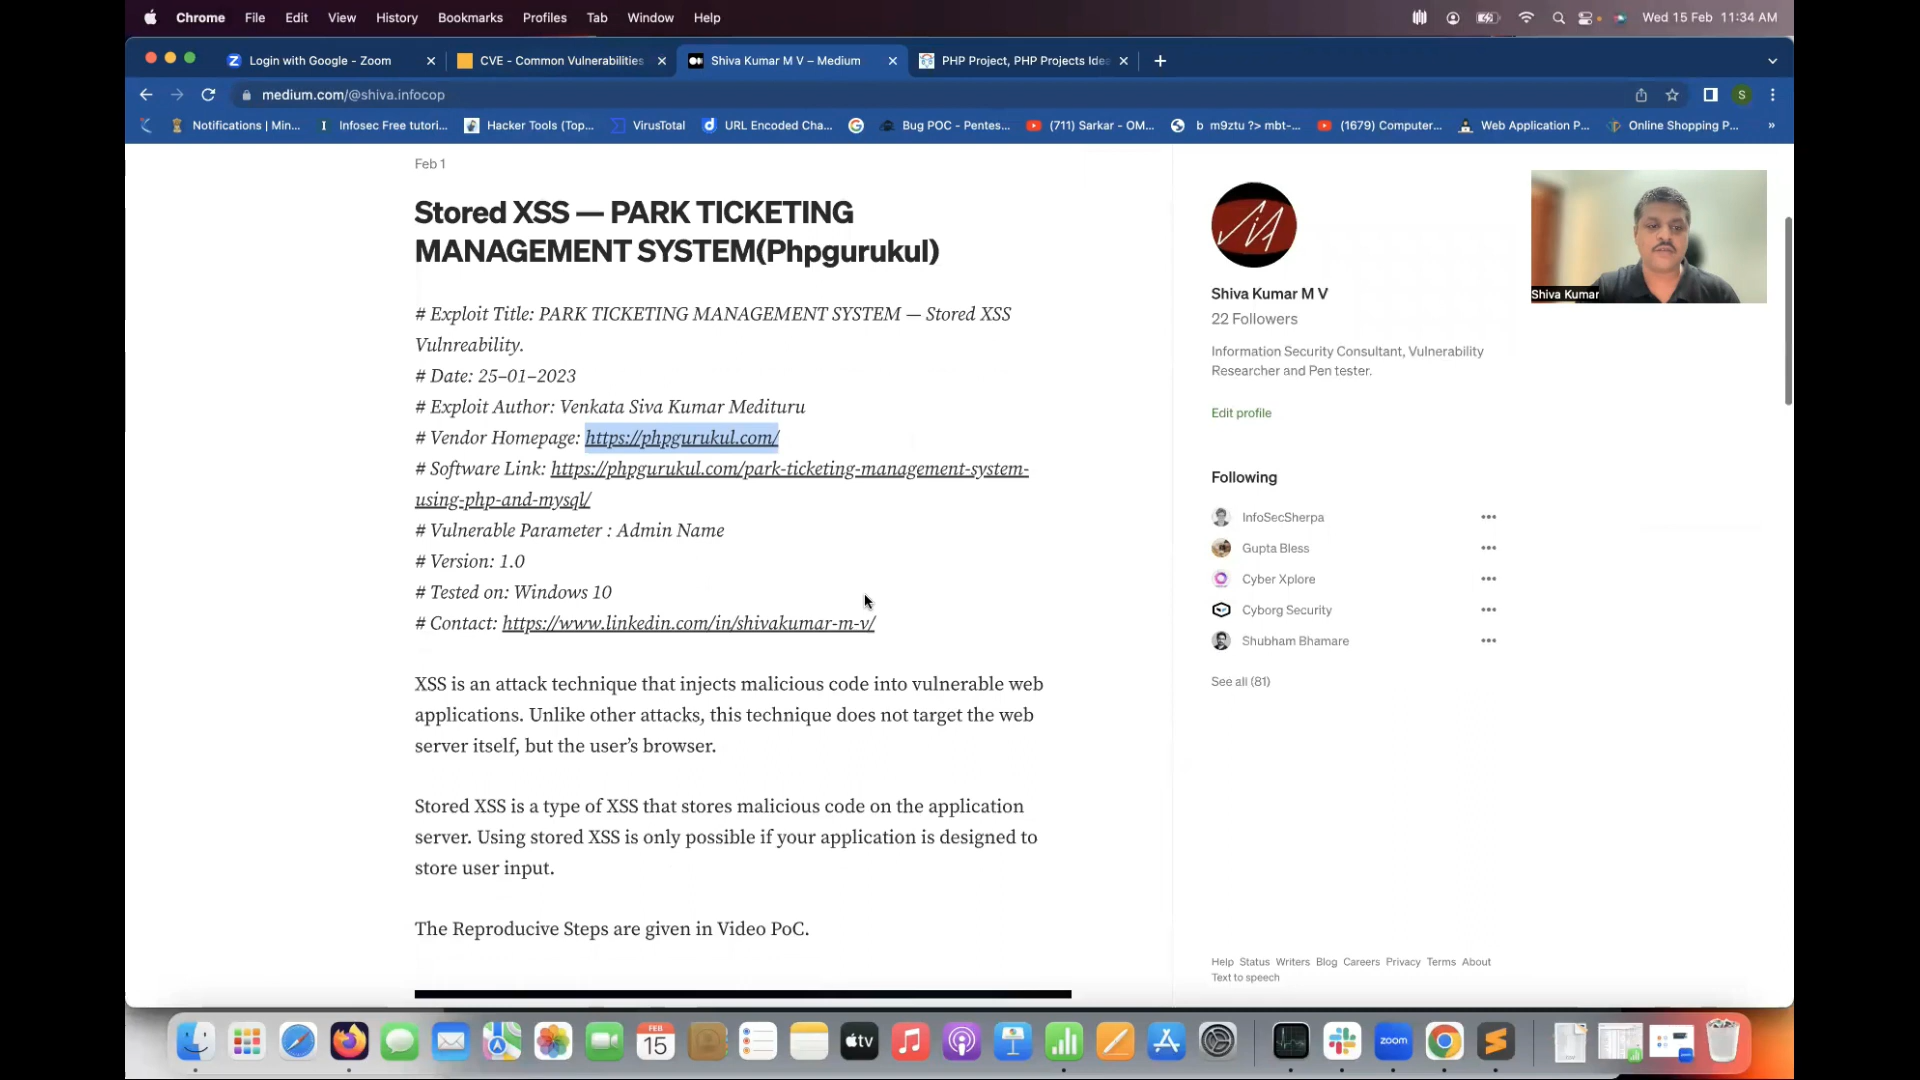 Chrome File Edit View History Bookmarks Profiles Tab Window Help
Wed 15 Feb 11:34 AM
Login with Google - Zoom
CVE - Common Vulnerabilities
Shiva Kumar M V – Medium
PHP Project, PHP Projects Idea
medium.com/@shiva.infocop
S
Notifications | Min...
Infosec Free tutori...
Hacker Tools (Top...
VirusTotal
URL Encoded Cha...
Bug POC - Pentes...
(711) Sarkar - OM...
b m9ztu ?> mbt-...
(1679) Computer...
Web Application P...
Online Shopping P...
»
Feb 1
Stored XSS — PARK TICKETING
MANAGEMENT SYSTEM(Phpgurukul)
# Exploit Title: PARK TICKETING MANAGEMENT SYSTEM — Stored XSS
Vulnreability.
# Date: 25–01–2023
# Exploit Author: Venkata Siva Kumar Medituru
# Vendor Homepage: https://phpgurukul.com/
# Software Link: https://phpgurukul.com/park-ticketing-management-system-
using-php-and-mysql/
# Vulnerable Parameter : Admin Name
# Version: 1.0
# Tested on: Windows 10
# Contact: https://www.linkedin.com/in/shivakumar-m-v/
XSS is an attack technique that injects malicious code into vulnerable web
applications. Unlike other attacks, this technique does not target the web
server itself, but the user’s browser.
Stored XSS is a type of XSS that stores malicious code on the application
server. Using stored XSS is only possible if your application is designed to
store user input.
The Reproducive Steps are given in Video PoC.
Shiva Kumar M V
22 Followers
Information Security Consultant, Vulnerability
Researcher and Pen tester.
Edit profile
Following
InfoSecSherpa
Gupta Bless
Cyber Xplore
Cyborg Security
Shubham Bhamare
See all (81)
Help Status Writers Blog Careers Privacy Terms About
Text to speech
Shiva Kumar
FEB
15
tv
zoom